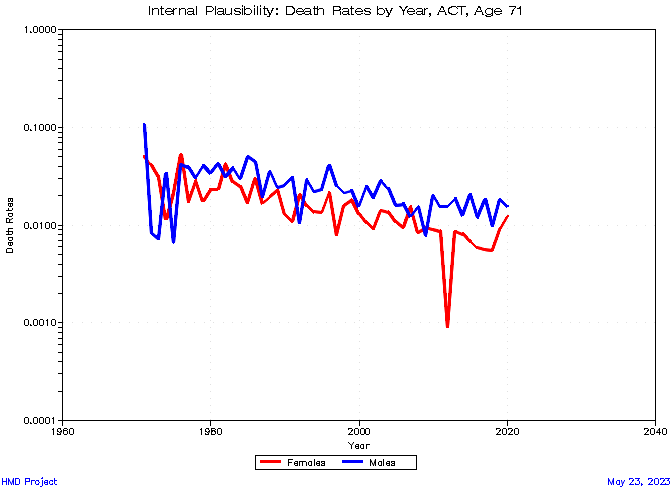 Internal Plausibility: Death Rates by Year, ACT, Age 71
1.0000
0.1000
0.0100
0.0010
0.0001
Death Rates
1960
1980
2000
2020
2040
Year
Females
Males
HMD Project
May 23, 2023